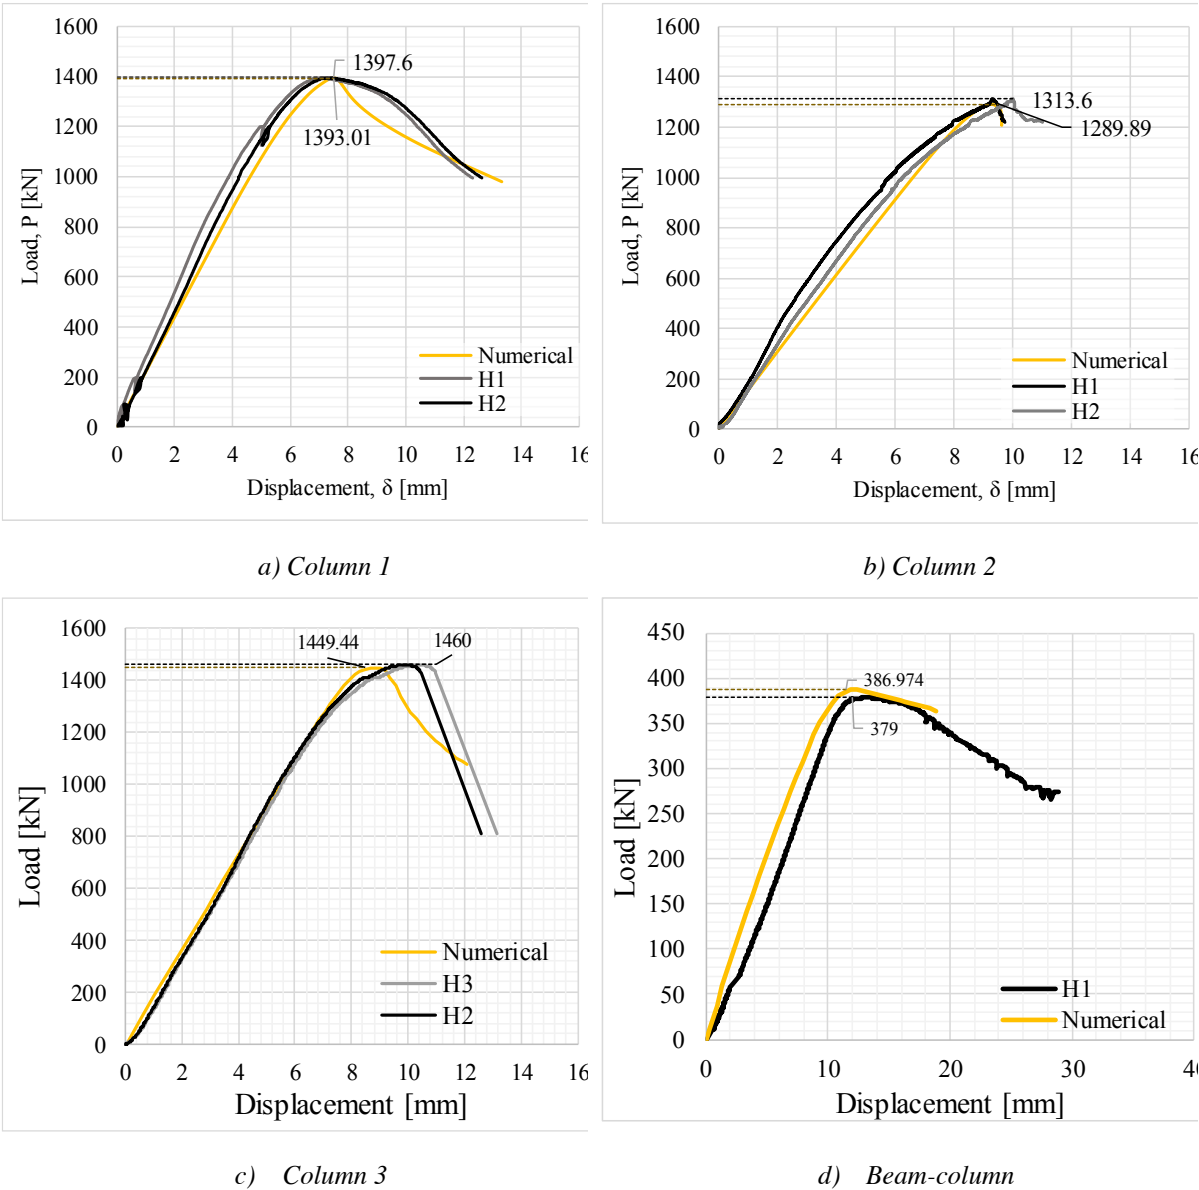 1600
1400
1200
1000
800
600
400
200
0
Load, P [kN]
1397.6
1393.01
Numerical
H1
H2
0 2 4 6 8 10 12 14 16
Displacement, δ [mm]
a) Column 1
1600
1400
1200
1000
800
600
400
200
0
Load, P [kN]
1313.6
1289.89
Numerical
H1
H2
0 2 4 6 8 10 12 14 16
Displacement, δ [mm]
b) Column 2
1600
1400
1200
1000
800
600
400
200
0
Load [kN]
1449.44
1460
Numerical
H3
H2
0 2 4 6 8 10 12 14 16
Displacement [mm]
c) Column 3
450
400
350
300
250
200
150
100
50
0
Load [kN]
386.974
379
H1
Numerical
0 10 20 30 40
Displacement [mm]
d) Beam-column